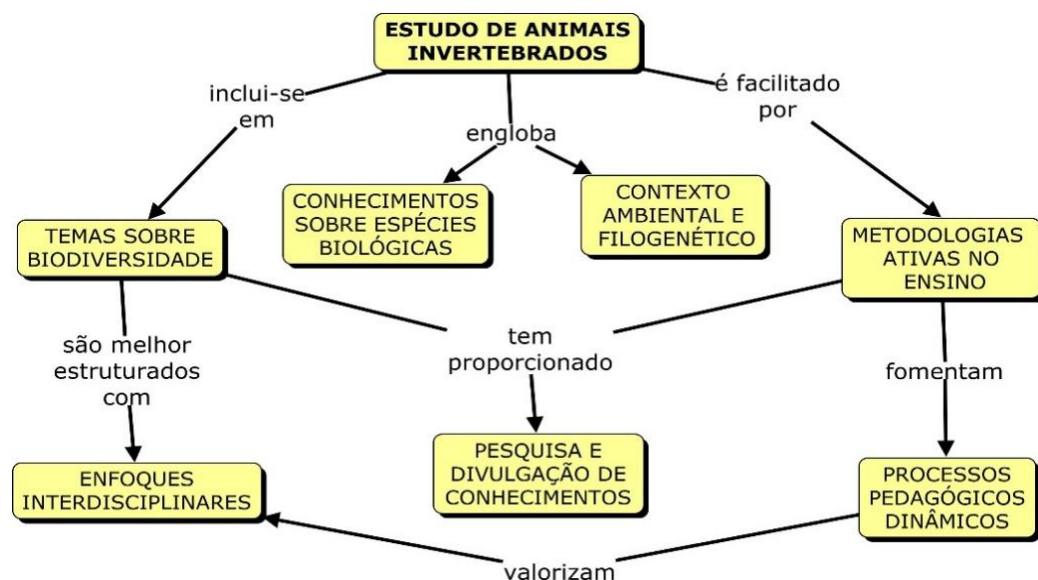 ESTUDO DE ANIMAIS
INVERTEBRADOS
inclui-se
em
engloba
é facilitado
por
CONHECIMENTOS
SOBRE ESPÉCIES
BIOLÓGICAS
CONTEXTO
AMBIENTAL E
FILOGENÉTICO
TEMAS SOBRE
BIODIVERSIDADE
METODOLOGIAS
ATIVAS NO
ENSINO
são melhor
estruturados
com
tem
proporcionado
fomentam
ENFOQUES
INTERDISCIPLINARES
PESQUISA E
DIVULGAÇÃO DE
CONHECIMENTOS
PROCESSOS
PEDAGÓGICOS
DINÂMICOS
valorizam